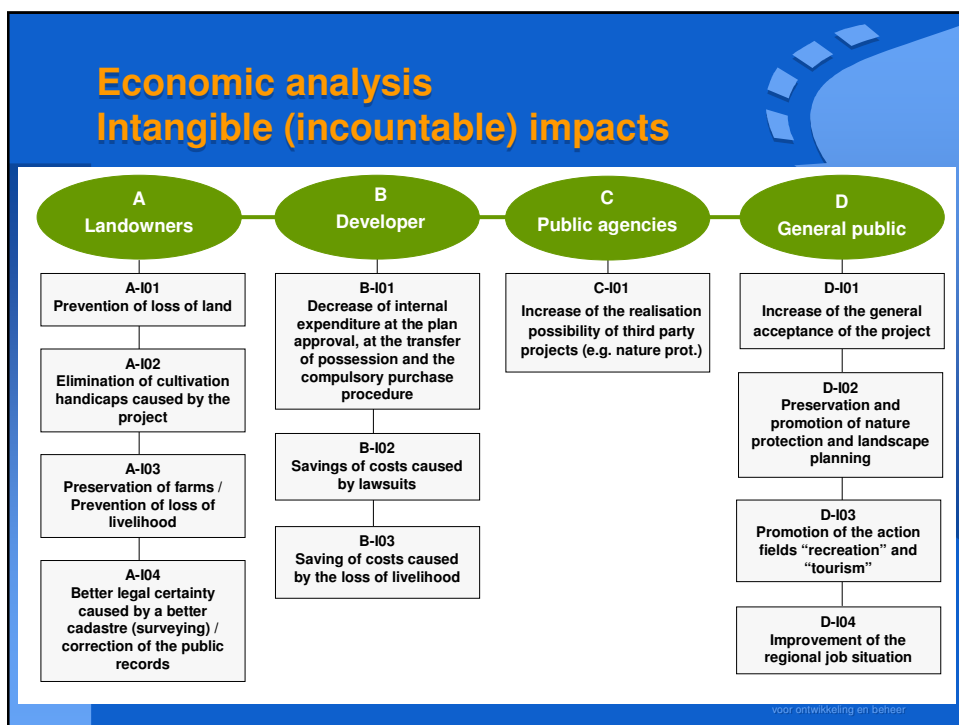 Economic analysis
Intangible (incountable) impacts
A
Landowners
B
Developer
C
Public agencies
D
General public
A-I01
Prevention of loss of land
A-I02
Elimination of cultivation
handicaps caused by the
project
A-I03
Preservation of farms /
Prevention of loss of
livelihood
A-I04
Better legal certainty
caused by a better
cadastre (surveying) /
correction of the public
records
B-I01
Decrease of internal
expenditure at the plan
approval, at the transfer
of possession and the
compulsory purchase
procedure
B-I02
Savings of costs caused
by lawsuits
B-I03
Saving of costs caused
by the loss of livelihood
C-I01
Increase of the realisation
possibility of third party
projects (e.g. nature prot.)
D-I01
Increase of the general
acceptance of the project
D-I02
Preservation and
promotion of nature
protection and landscape
planning
D-I03
Promotion of the action
fields “recreation” and
“tourism”
D-I04
Improvement of the
regional job situation
voor ontwikkeling en beheer